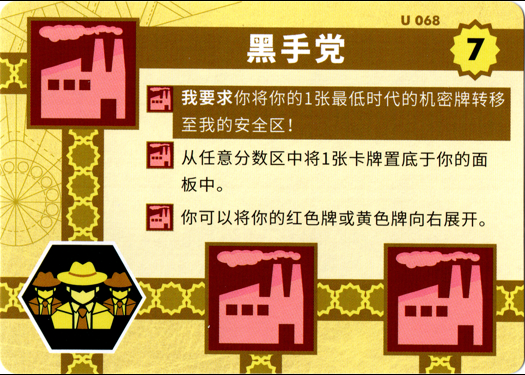 U 068
黑手党
7
我要求你将你的1张最低时代的机密牌转移
至我的安全区！
从任意分数区中将1张卡牌置底于你的面
板中。
你可以将你的红色牌或黄色牌向右展开。